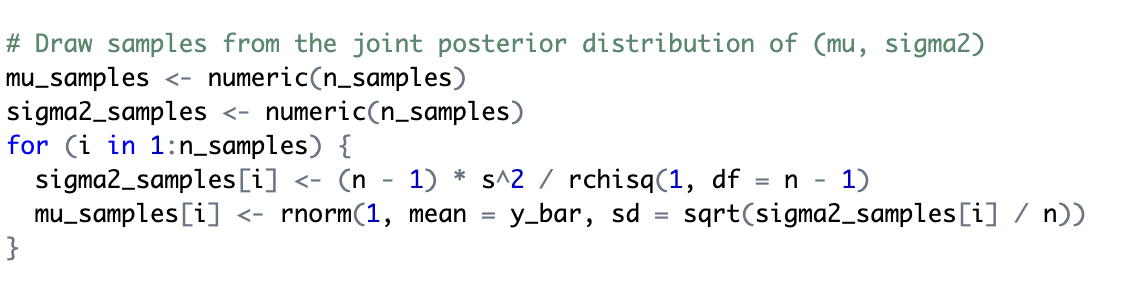 # Draw samples from the joint posterior distribution of (mu, sigma2)
mu_samples <- numeric(n_samples)
sigma2_samples <- numeric(n_samples)
for (i in 1:n_samples) {
  sigma2_samples[i] <- (n - 1) * s^2 / rchisq(1, df = n - 1)
  mu_samples[i] <- rnorm(1, mean = y_bar, sd = sqrt(sigma2_samples[i] / n))
}